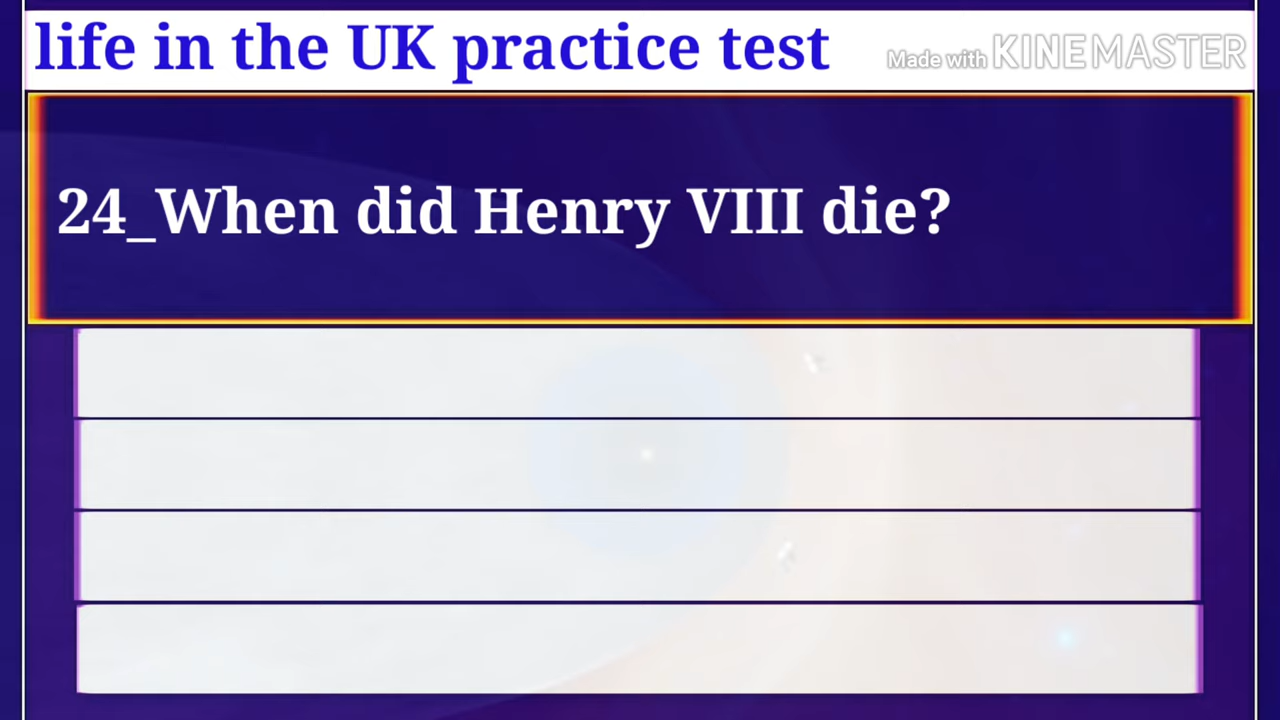 life in the UK practice test
Made with KINEMASTER
24_When did Henry VIII die?